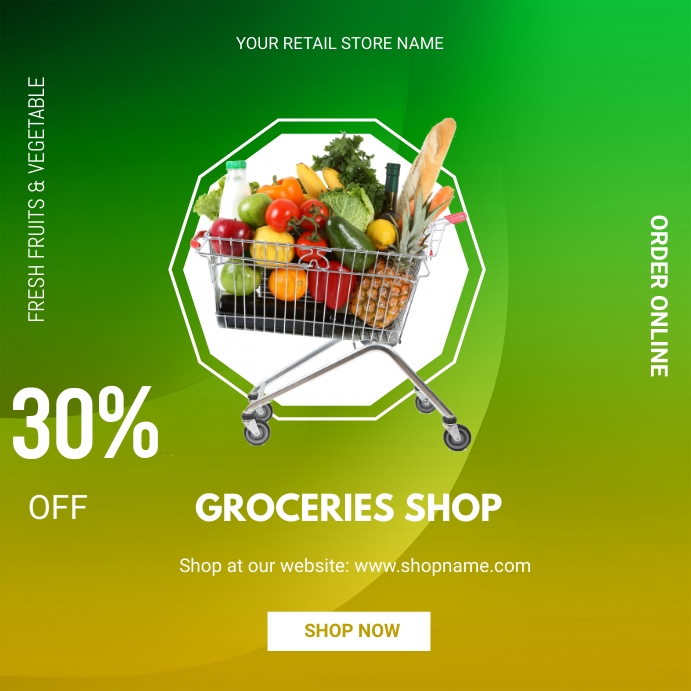 YOUR RETAIL STORE NAME
FRESH FRUITS & VEGETABLE
ORDER ONLINE
30%
OFF
GROCERIES SHOP
Shop at our website: www.shopname.com
SHOP NOW